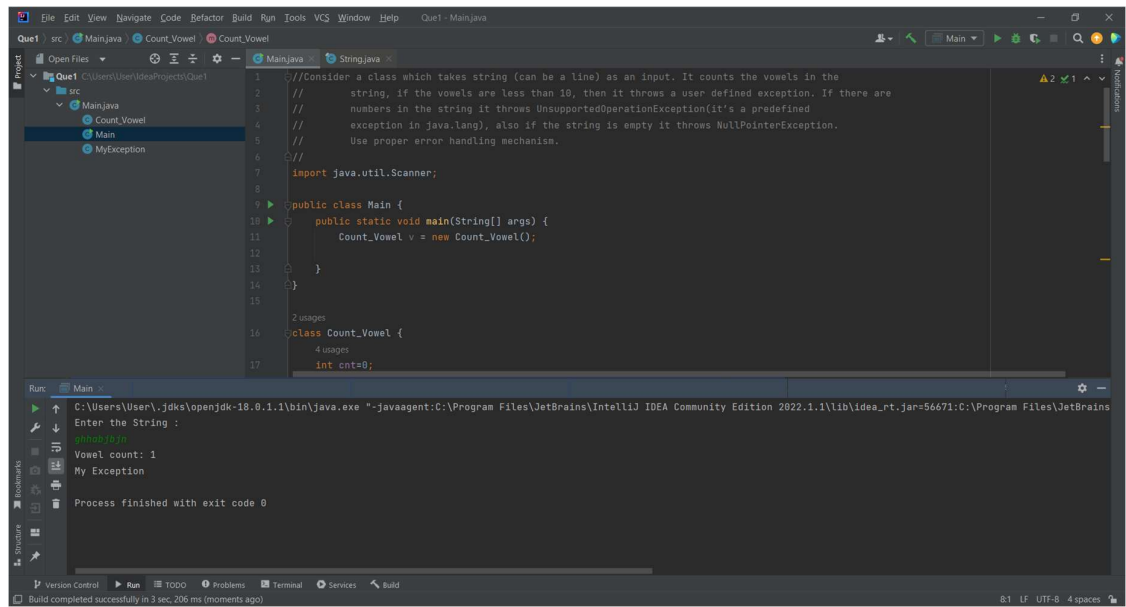 File Edit View Navigate Code Refactor Build Run Tools VCS Window Help Que1 - Main.java
Que1 src Main.java Count_Vowel Count_Vowel Main
Project
Open Files
Main.java String.java
Que1 C:\Users\User\IdeaProjects\Que1
src
Main.java
Count_Vowel
Main
MyException
1 //Consider a class which takes string (can be a line) as an input. It counts the vowels in the
2 // string, if the vowels are less than 10, then it throws a user defined exception. If there are
3 // numbers in the string it throws UnsupportedOperationException(it's a predefined
4 // exception in java.lang), also if the string is empty it throws NullPointerException.
5 // Use proper error handling mechanism.
6 //
7 import java.util.Scanner;
8
9 public class Main {
10 public static void main(String[] args) {
11 Count_Vowel v = new Count_Vowel();
12
13 }
14 }
15
2 usages
16 class Count_Vowel {
4 usages
17 int cnt=0;
2 1
Notifications
Run: Main
C:\Users\User\.jdks\openjdk-18.0.1.1\bin\java.exe "-javaagent:C:\Program Files\JetBrains\IntelliJ IDEA Community Edition 2022.1.1\lib\idea_rt.jar=56671:C:\Program Files\JetBrains
Enter the String :
ghhabjbjn
Vowel count: 1
My Exception
Process finished with exit code 0
Bookmarks
Structure
Version Control Run TODO Problems Terminal Services Build
Build completed successfully in 3 sec, 206 ms (moments ago) 8:1 LF UTF-8 4 spaces